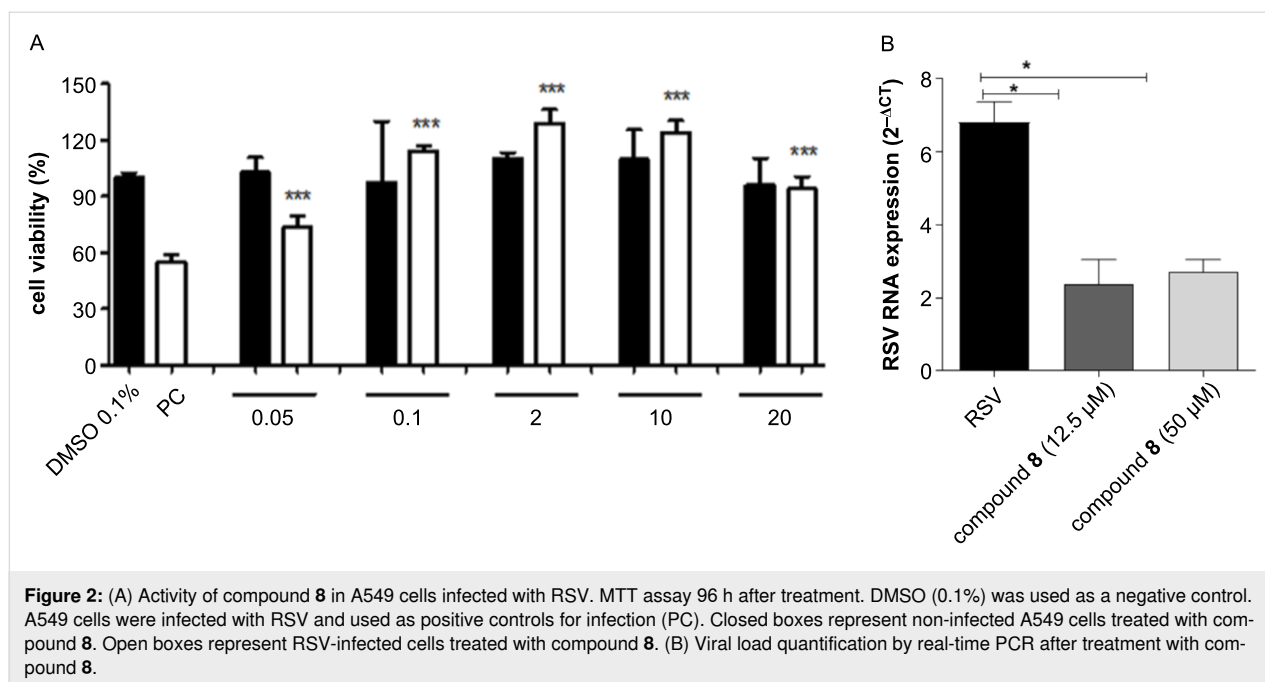 A
150
120
90
60
30
0
cell viability (%)
***
***
***
***
***
DMSO 0.1%
PC
0.05
0.1
2
10
20
B
8
6
4
2
0
RSV RNA expression (2⁻ΔCT)
*
*
RSV
compound 8 (12.5 µM)
compound 8 (50 µM)
Figure 2: (A) Activity of compound 8 in A549 cells infected with RSV. MTT assay 96 h after treatment. DMSO (0.1%) was used as a negative control.
A549 cells were infected with RSV and used as positive controls for infection (PC). Closed boxes represent non-infected A549 cells treated with com-
pound 8. Open boxes represent RSV-infected cells treated with compound 8. (B) Viral load quantification by real-time PCR after treatment with com-
pound 8.